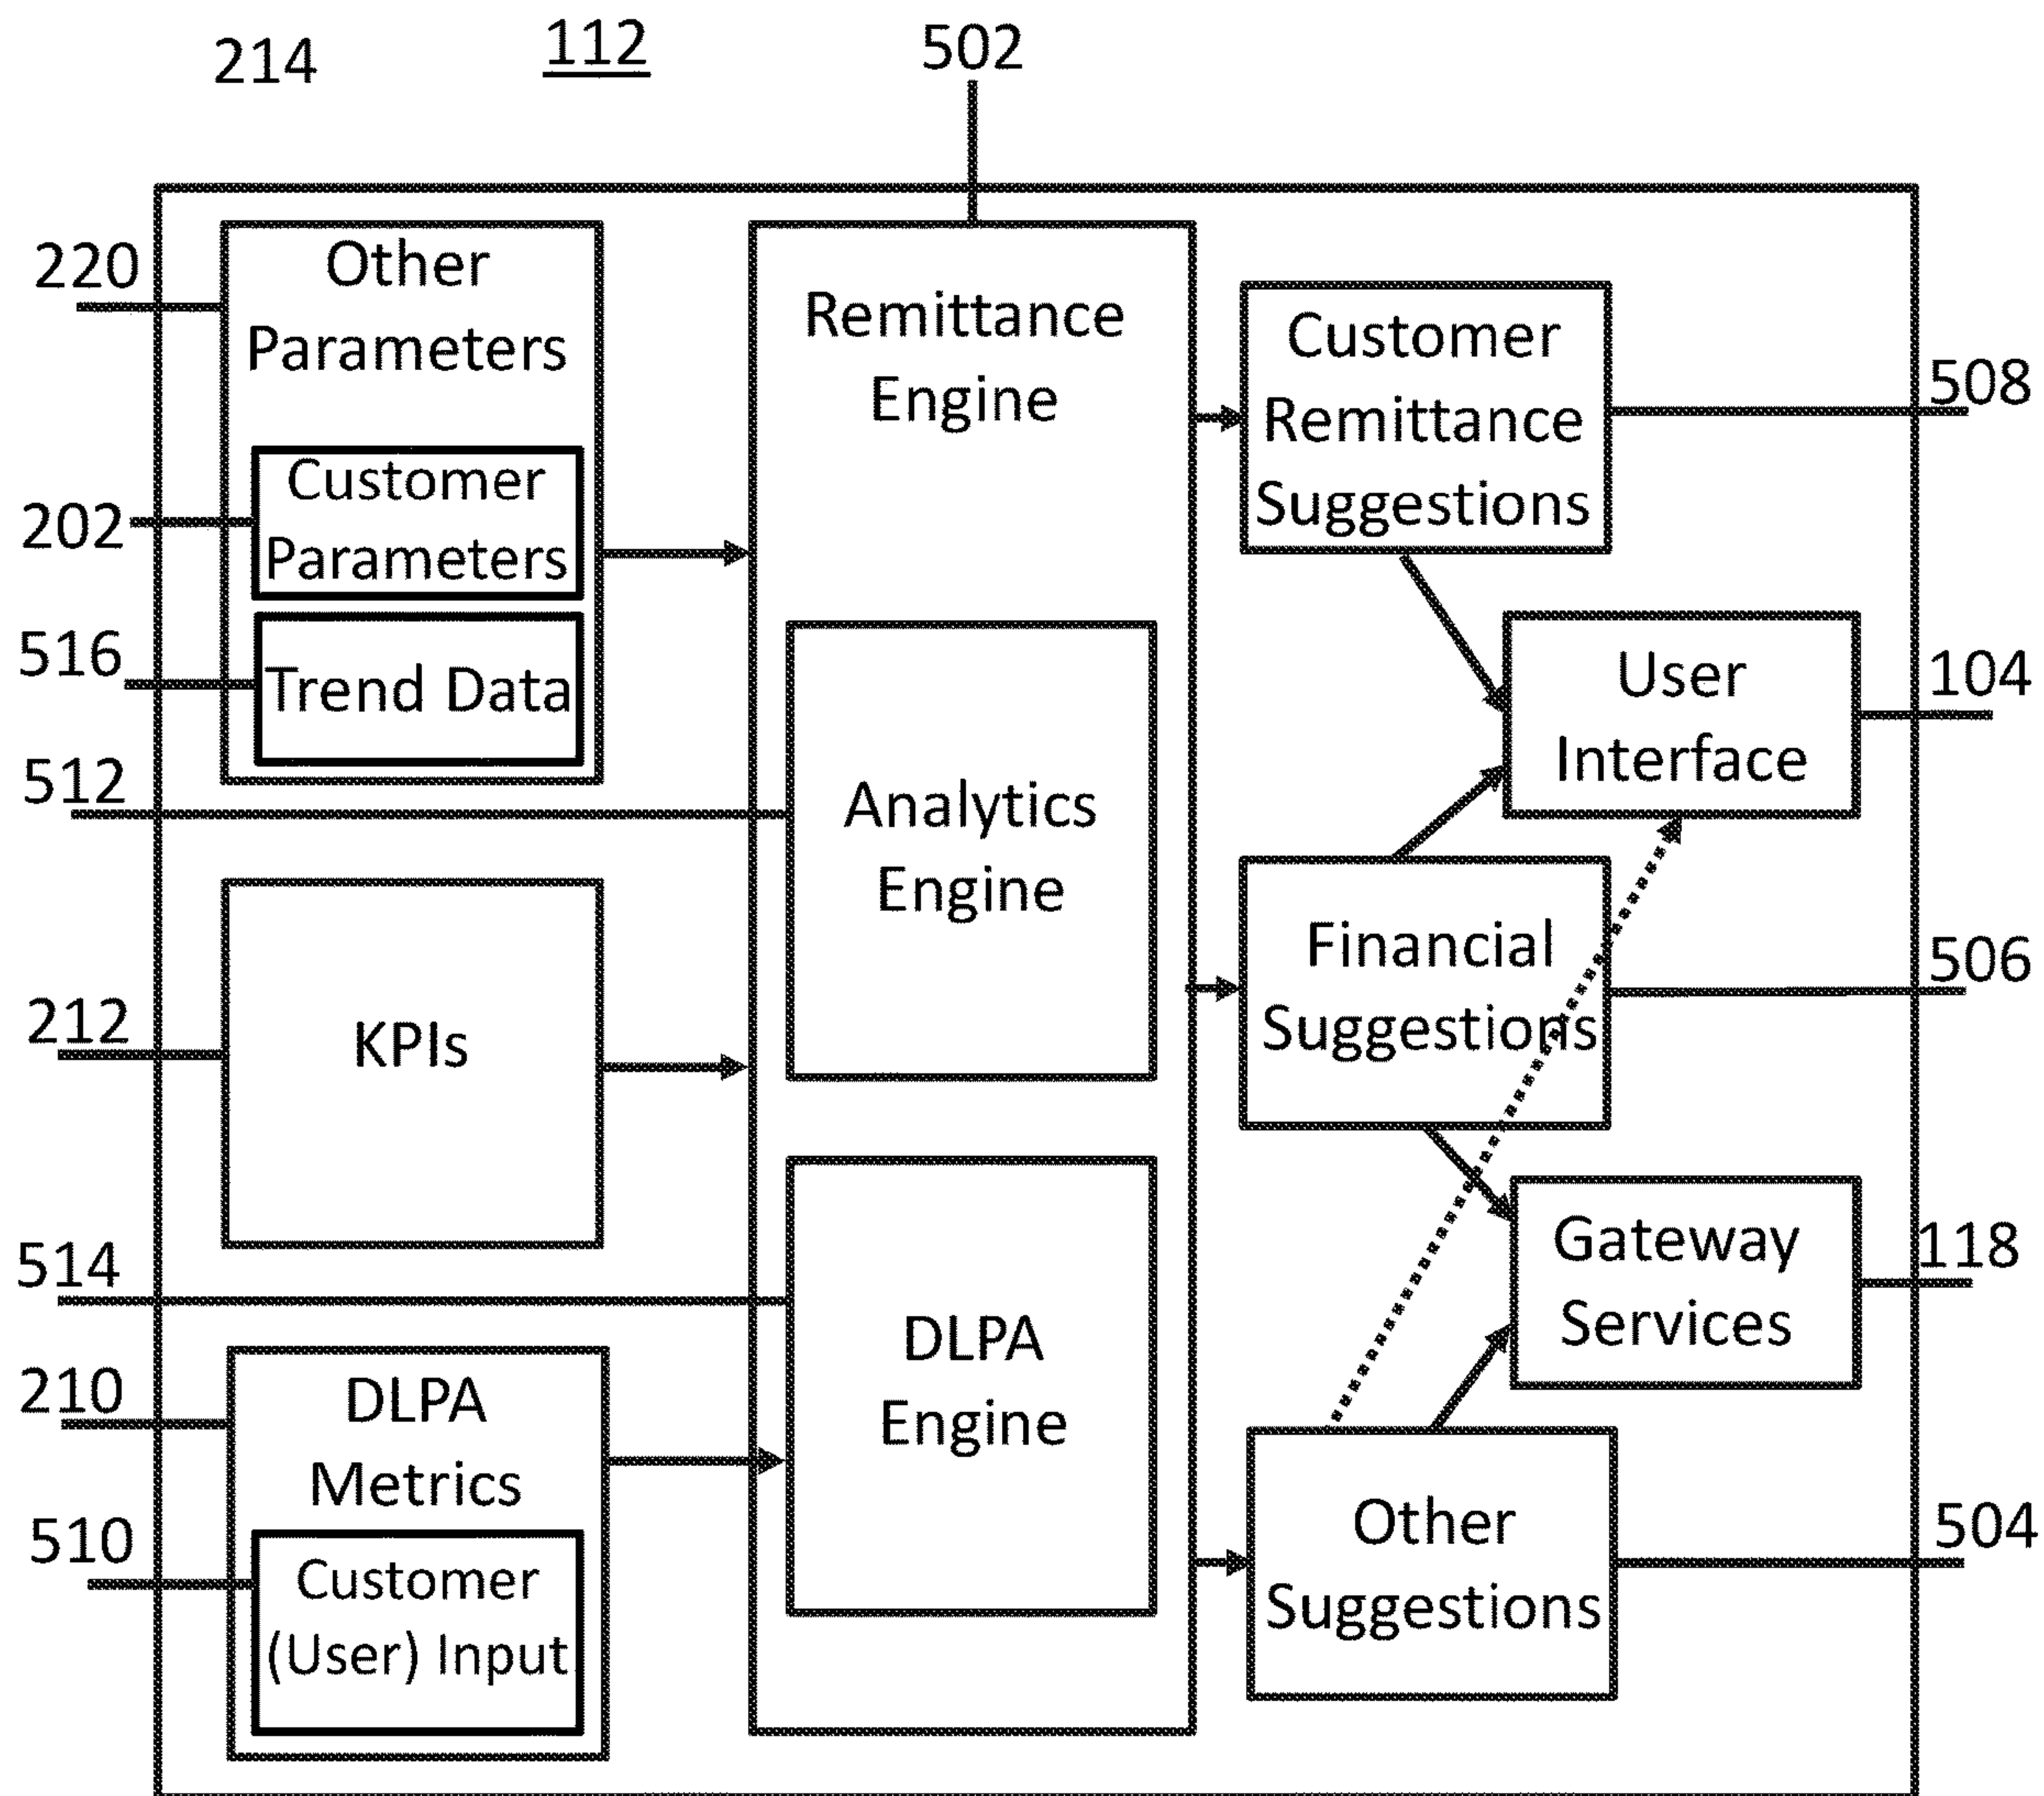 214
112
502
220
Other
Parameters
202
Customer
Parameters
516
Trend Data
512
212
KPIs
514
210
DLPA
Metrics
510
Customer
(User) Input
Remittance
Engine
Analytics
Engine
DLPA
Engine
Customer
Remittance
Suggestions
508
User
Interface
104
Financial
Suggestions
506
Gateway
Services
118
Other
Suggestions
504